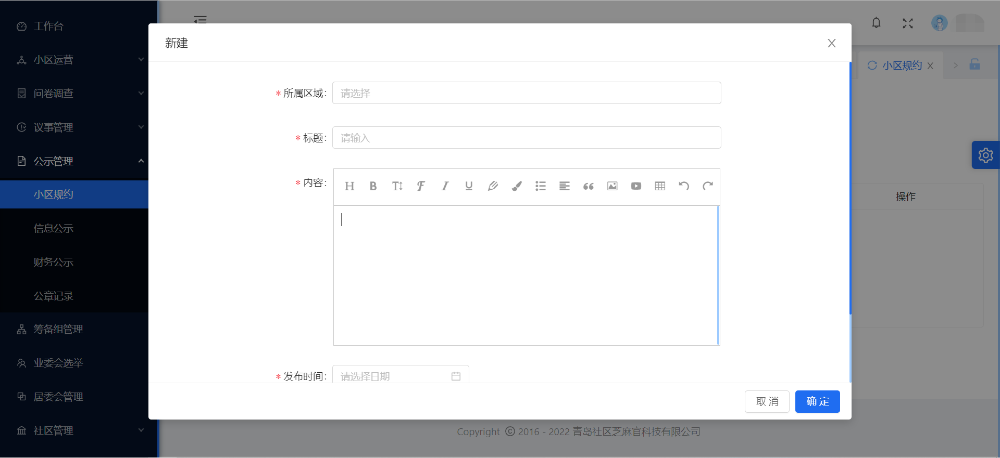 工作台
小区运营
问卷调查
议事管理
公示管理
小区规约
信息公示
财务公示
公章记录
筹备组管理
业委会选举
居委会管理
社区管理
小区规约
新建
* 所属区域:
请选择
* 标题:
请输入
* 内容:
* 发布时间:
请选择日期
取消
确定
操作
Copyright © 2016 - 2022 青岛社区芝麻官科技有限公司